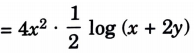 = 4x² · 1/2 log (x + 2y)